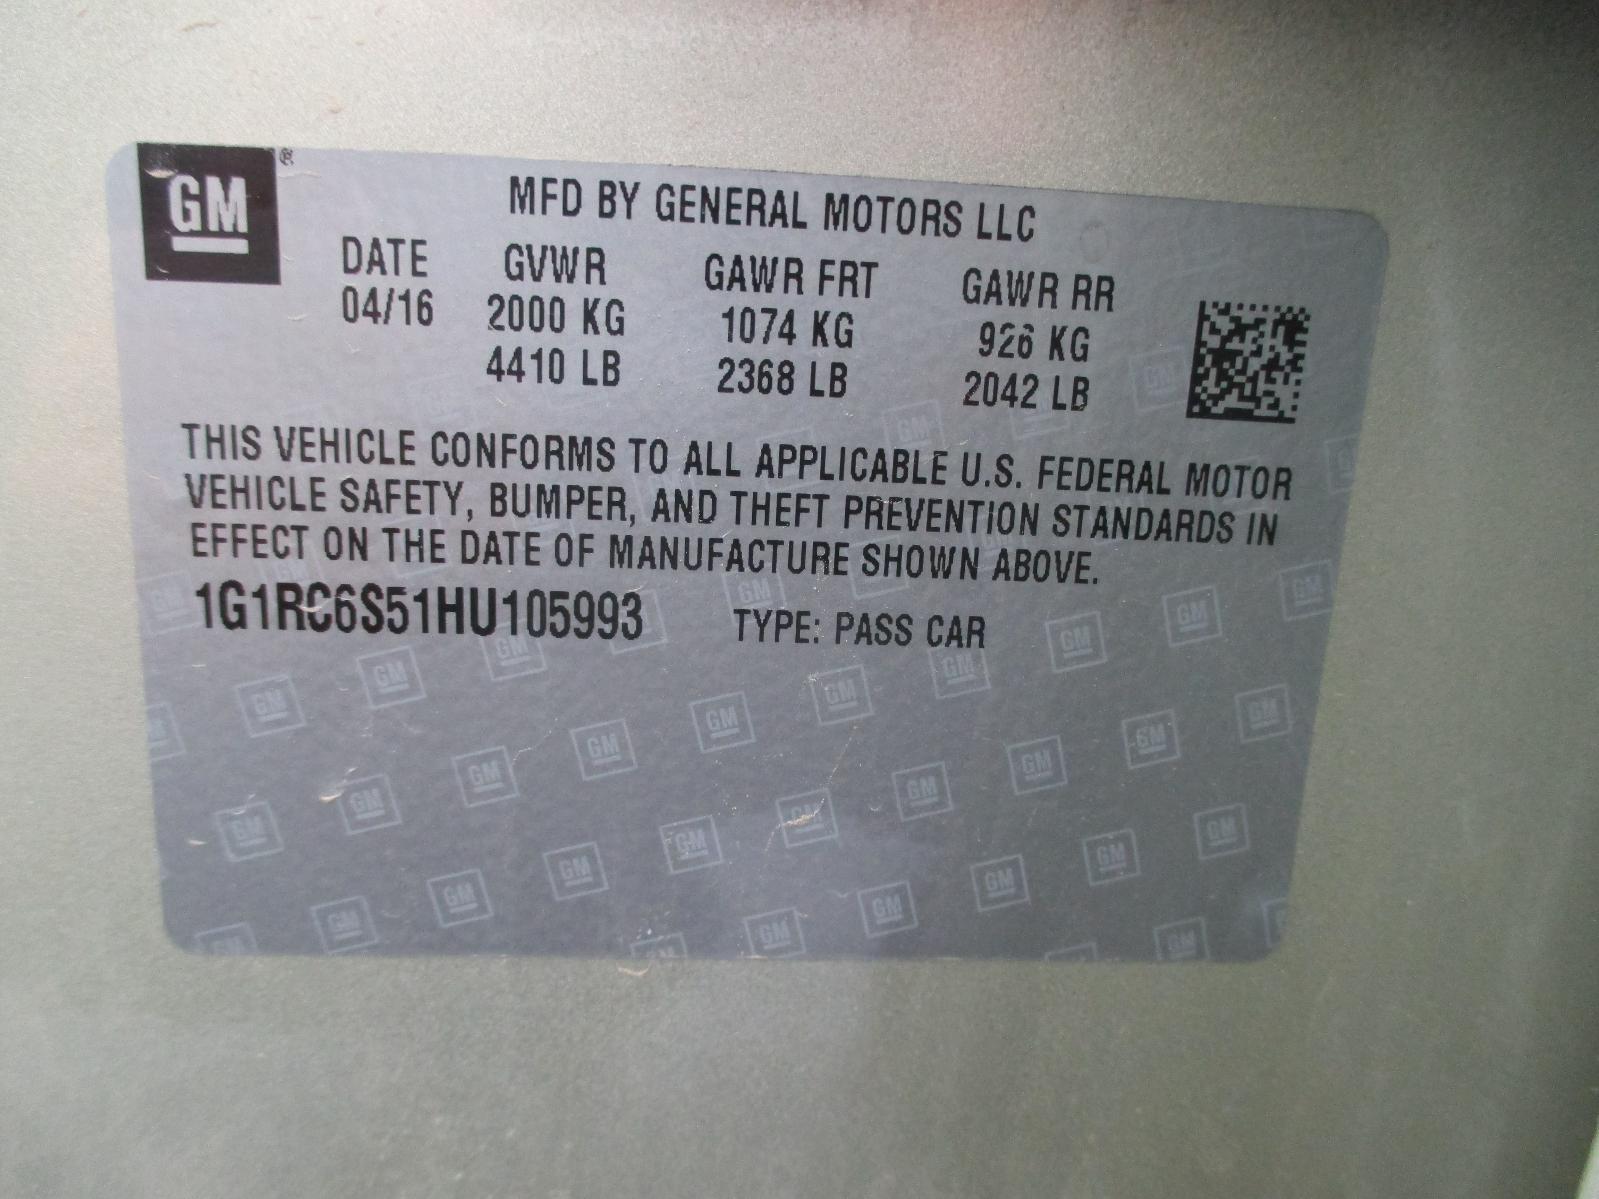 GM ®
MFD BY GENERAL MOTORS LLC
DATE GVWR GAWR FRT GAWR RR
04/16 2000 KG 1074 KG 926 KG
4410 LB 2368 LB 2042 LB
THIS VEHICLE CONFORMS TO ALL APPLICABLE U.S. FEDERAL MOTOR
VEHICLE SAFETY, BUMPER, AND THEFT PREVENTION STANDARDS IN
EFFECT ON THE DATE OF MANUFACTURE SHOWN ABOVE.
1G1RC6S51HU105993 TYPE: PASS CAR